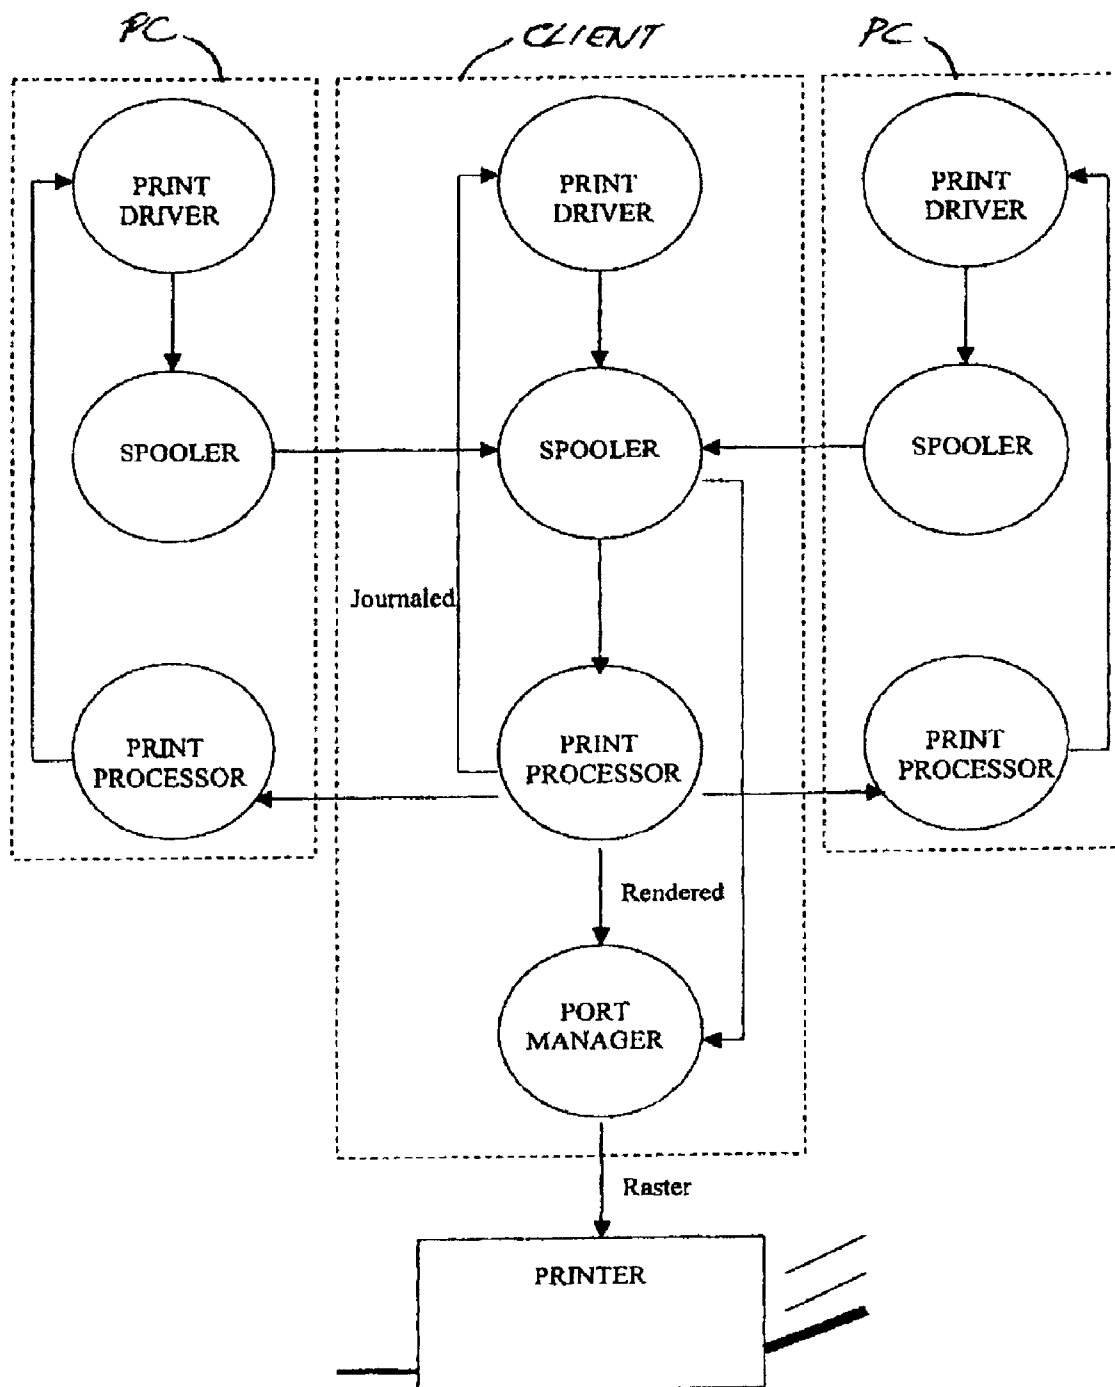 PC
CLIENT
PC
PRINT
DRIVER
PRINT
DRIVER
PRINT
DRIVER
SPOOLER
SPOOLER
SPOOLER
Journaled
PRINT
PROCESSOR
PRINT
PROCESSOR
PRINT
PROCESSOR
Rendered
PORT
MANAGER
Raster
PRINTER